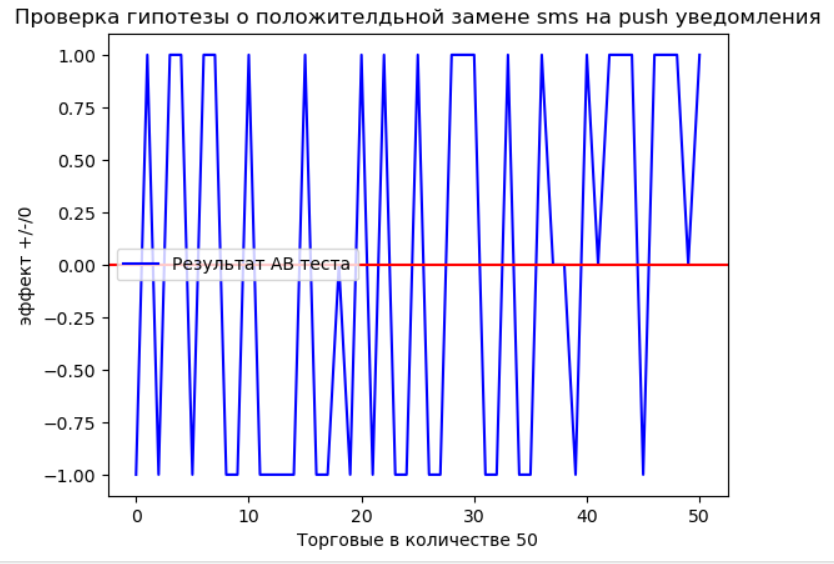 Проверка гипотезы о положителдьной замене sms на push уведомления
1.00
0.75
0.50
0.25
0.00
−0.25
−0.50
−0.75
−1.00
эффект +/-/0
Результат АВ теста
0 10 20 30 40 50
Торговые в количестве 50